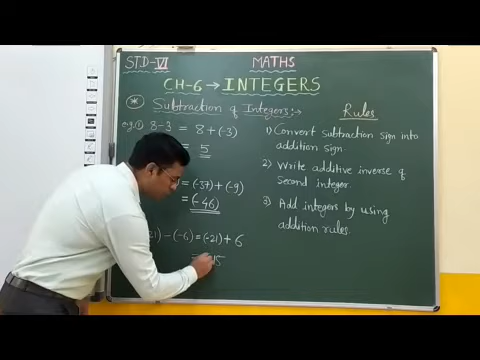 STD-VI
MATHS
CH-6 → INTEGERS
* Subtraction of Integers:→
e.g. ① 8-3 = 8 + (-3)
= 5
= (-37) + (-9)
= (-46)
) - (-6) = (-21) + 6
= 15
Rules
1) Convert subtraction sign into
addition sign.
2) Write additive inverse of
second integer.
3) Add integers by using
addition rules.